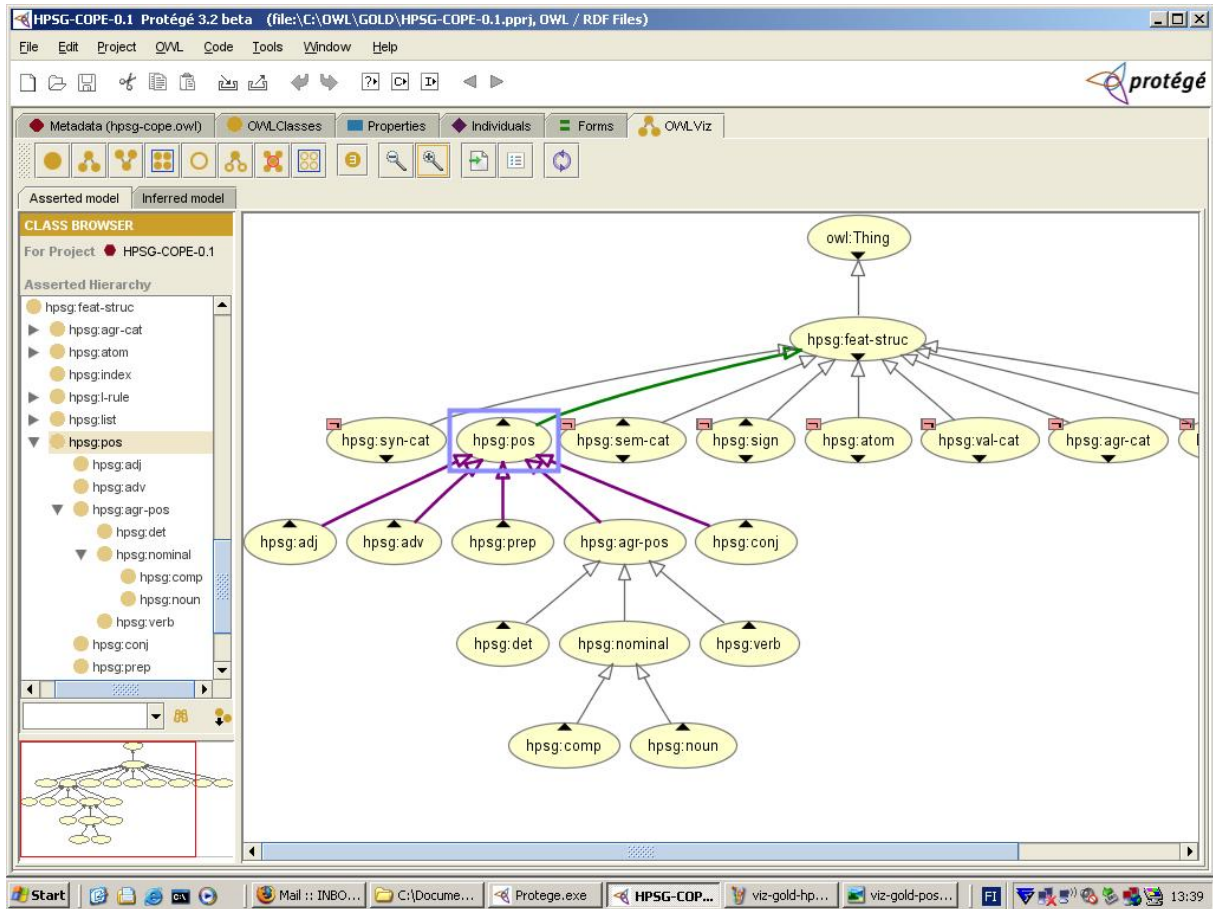 HPSG-COPE-0.1 Protégé 3.2 beta (file:\C:\OWL\GOLD\HPSG-COPE-0.1.pprj, OWL / RDF Files)
File Edit Project OWL Code Tools Window Help
protégé
Metadata (hpsg-cope.owl) OWLClasses Properties Individuals Forms OWLViz
Asserted model Inferred model
CLASS BROWSER
For Project HPSG-COPE-0.1
Asserted Hierarchy
hpsg:feat-struc
hpsg:agr-cat
hpsg:atom
hpsg:index
hpsg:l-rule
hpsg:list
hpsg:pos
hpsg:adj
hpsg:adv
hpsg:agr-pos
hpsg:det
hpsg:nominal
hpsg:comp
hpsg:noun
hpsg:verb
hpsg:conj
hpsg:prep
owl:Thing
hpsg:feat-struc
hpsg:syn-cat hpsg:pos hpsg:sem-cat hpsg:sign hpsg:atom hpsg:val-cat hpsg:agr-cat
hpsg:adj hpsg:adv hpsg:prep hpsg:agr-pos hpsg:conj
hpsg:det hpsg:nominal hpsg:verb
hpsg:comp hpsg:noun
Start Mail :: INBO... C:\Docume... Protege.exe HPSG-COP... viz-gold-hp... viz-gold-pos... FI 13:39